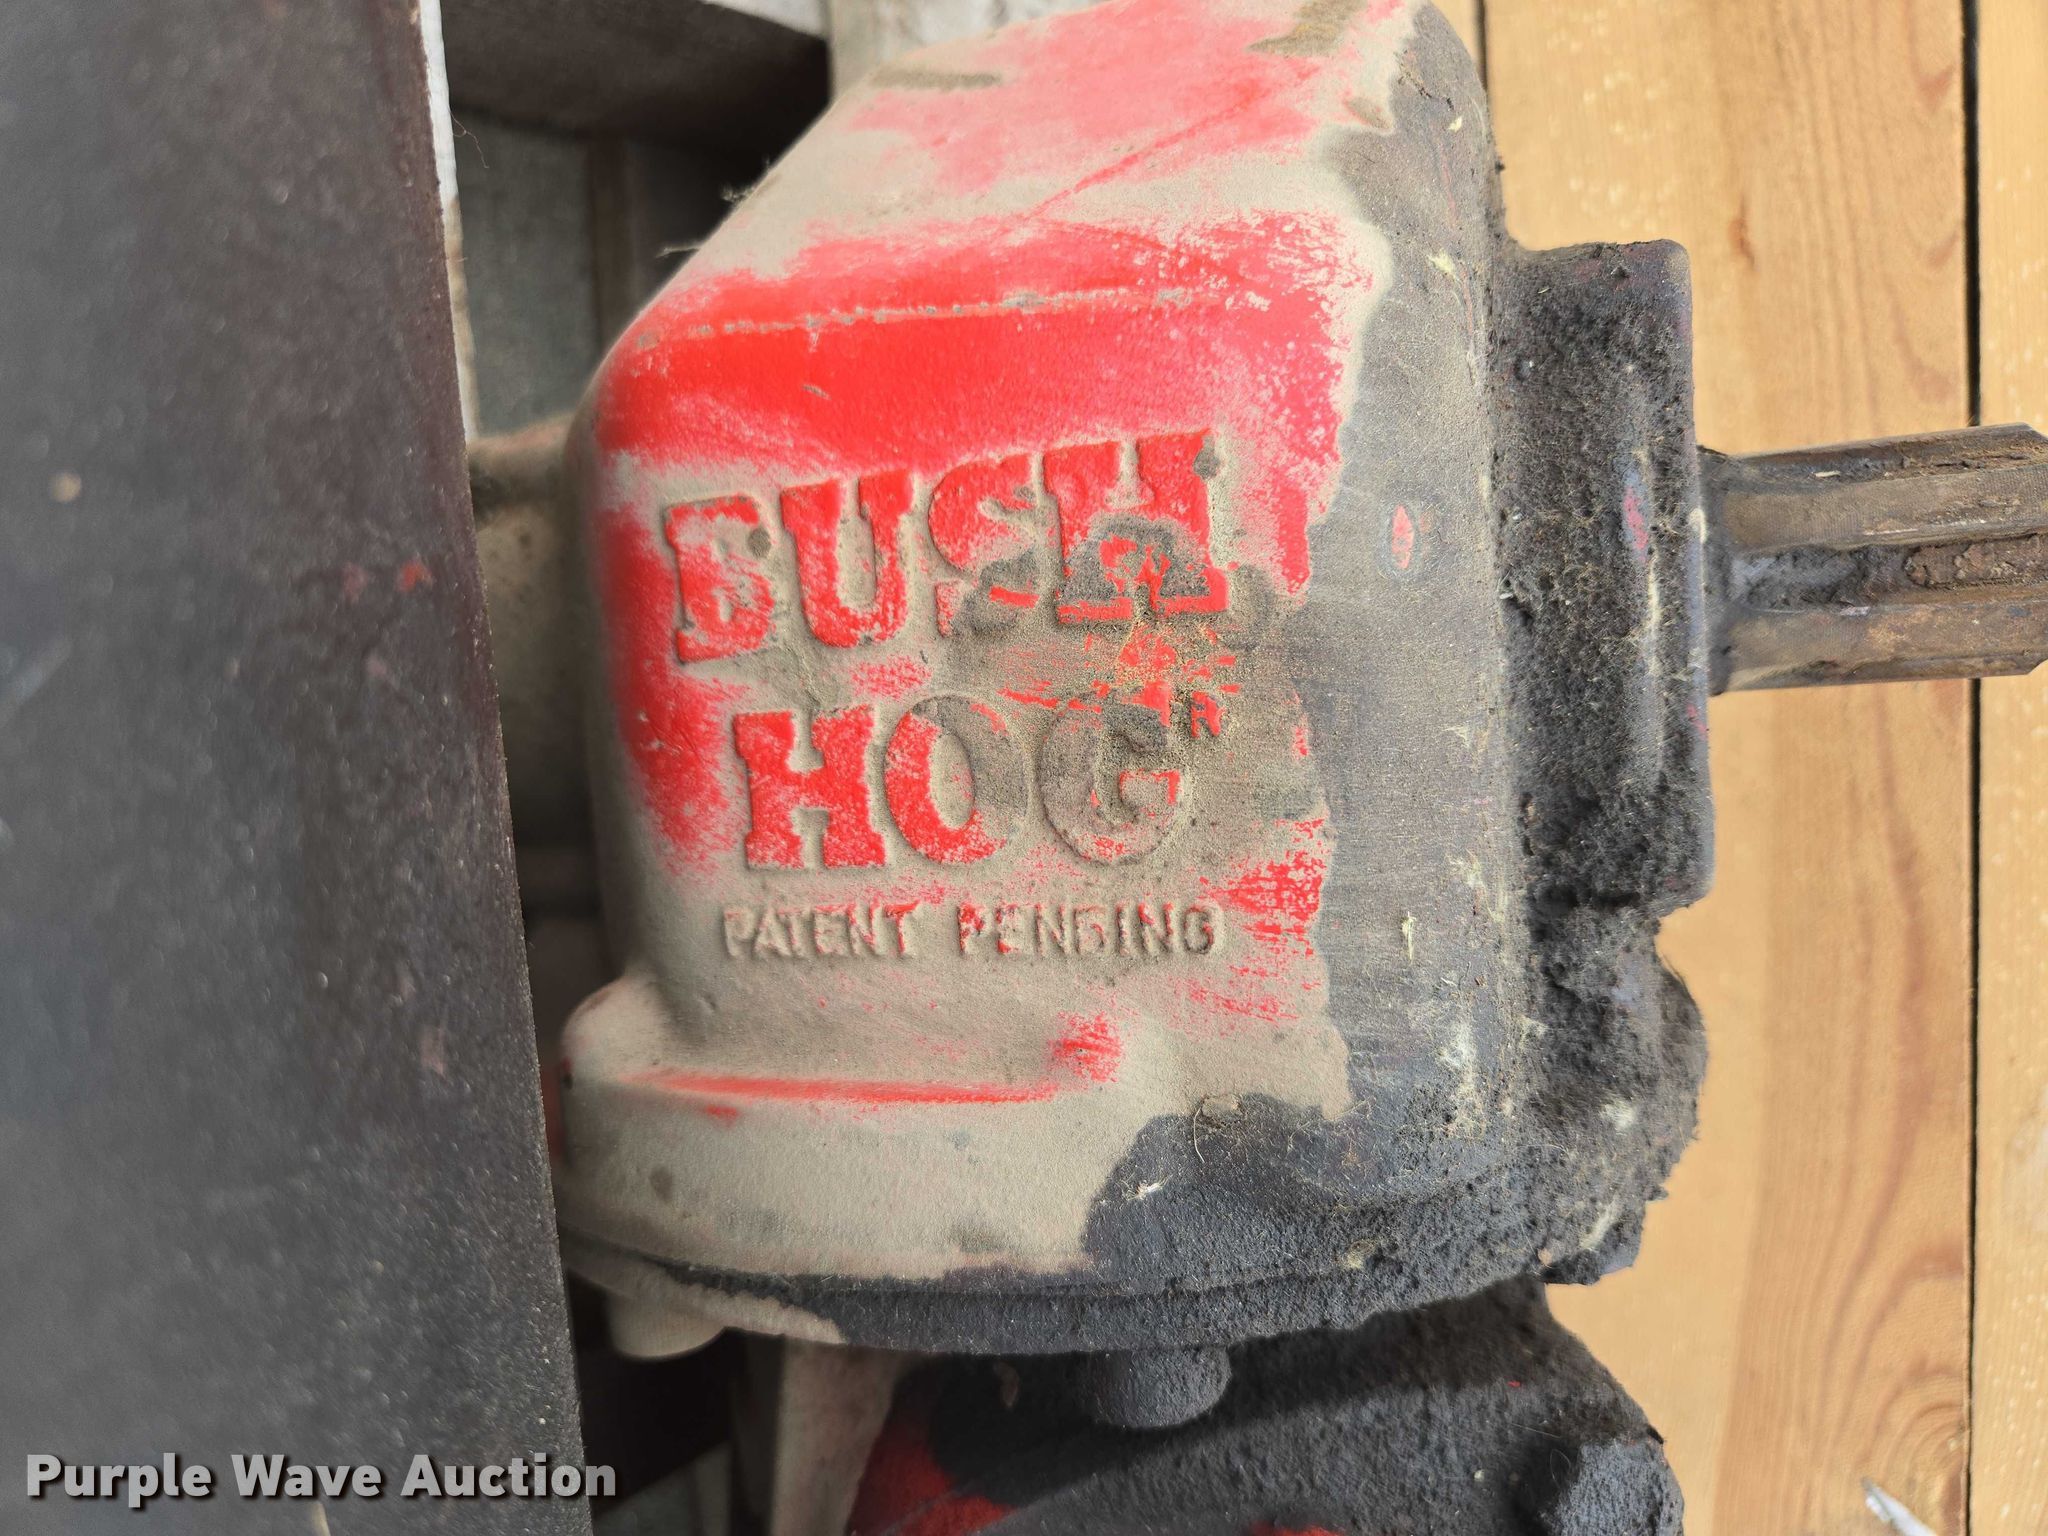 BUSH
HOG
PATENT PENDING
Purple Wave Auction